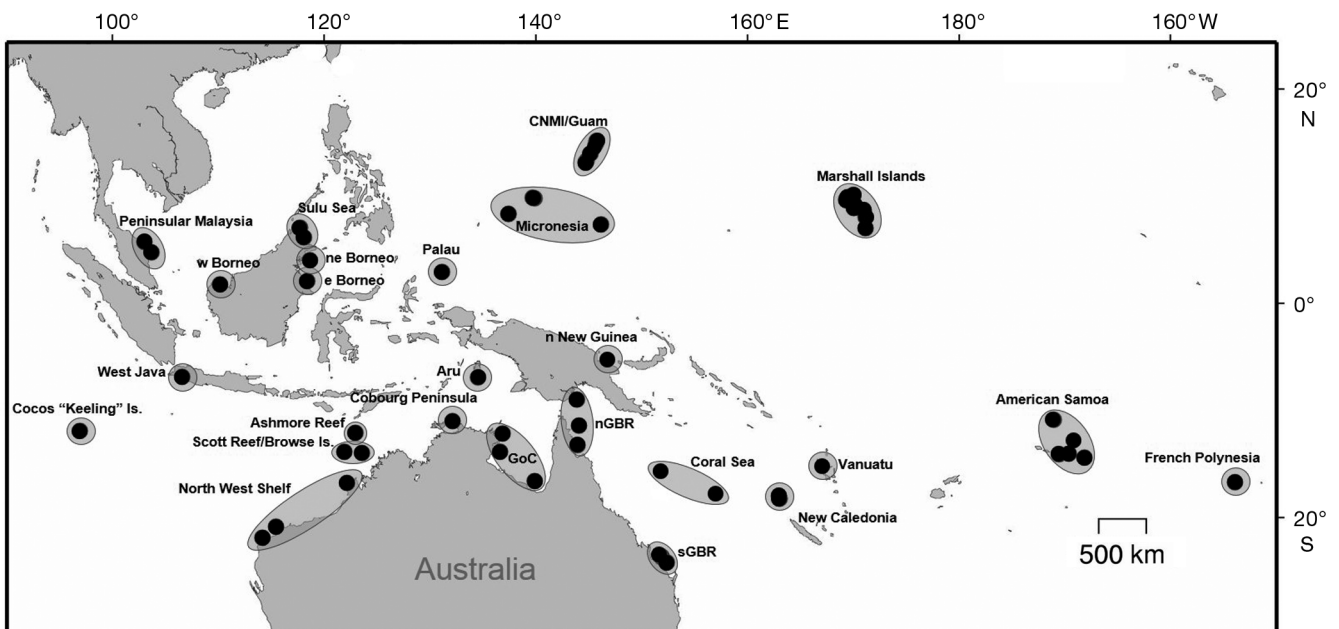 100° 120° 140° 160°E 180° 160°W
20°
N
CNMI/Guam
Marshall Islands
Sulu Sea
Peninsular Malaysia
Micronesia
Palau
w Borneo
ne Borneo
e Borneo
0°
n New Guinea
West Java
Aru
Cobourg Peninsula
Cocos “Keeling” Is.
American Samoa
Ashmore Reef
nGBR
Scott Reef/Browse Is.
GoC
Coral Sea
Vanuatu
French Polynesia
North West Shelf
New Caledonia
20°
S
sGBR
500 km
Australia